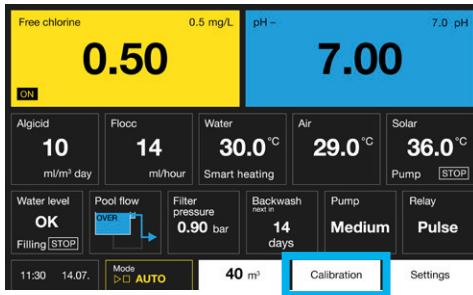 Free chlorine 0.5 mg/L
0.50
ON
pH – 7.0 pH
7.00
Algicid
10
ml/m³ day
Flocc
14
ml/hour
Water
30.0 °C
Smart heating
Air
29.0 °C
Solar
36.0 °C
Pump STOP
Water level
OK
Filling STOP
Pool flow
OVER
Filter
pressure
0.90 bar
Backwash
next in
14
days
Pump
Medium
Relay
Pulse
11:30 14.07.
Mode
AUTO
40 m³
Calibration
Settings